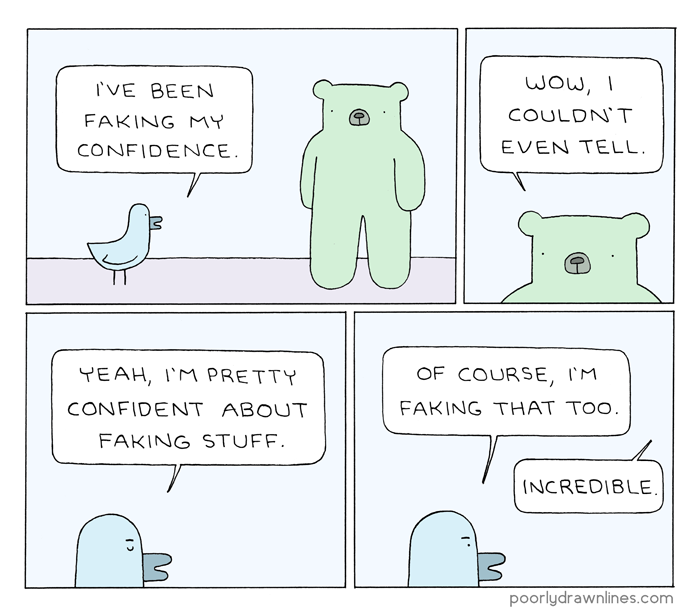 I'VE BEEN
FAKING MY
CONFIDENCE.
WOW, I
COULDN'T
EVEN TELL.
YEAH, I'M PRETTY
CONFIDENT ABOUT
FAKING STUFF.
OF COURSE, I'M
FAKING THAT TOO.
INCREDIBLE.
poorlydrawnlines.com